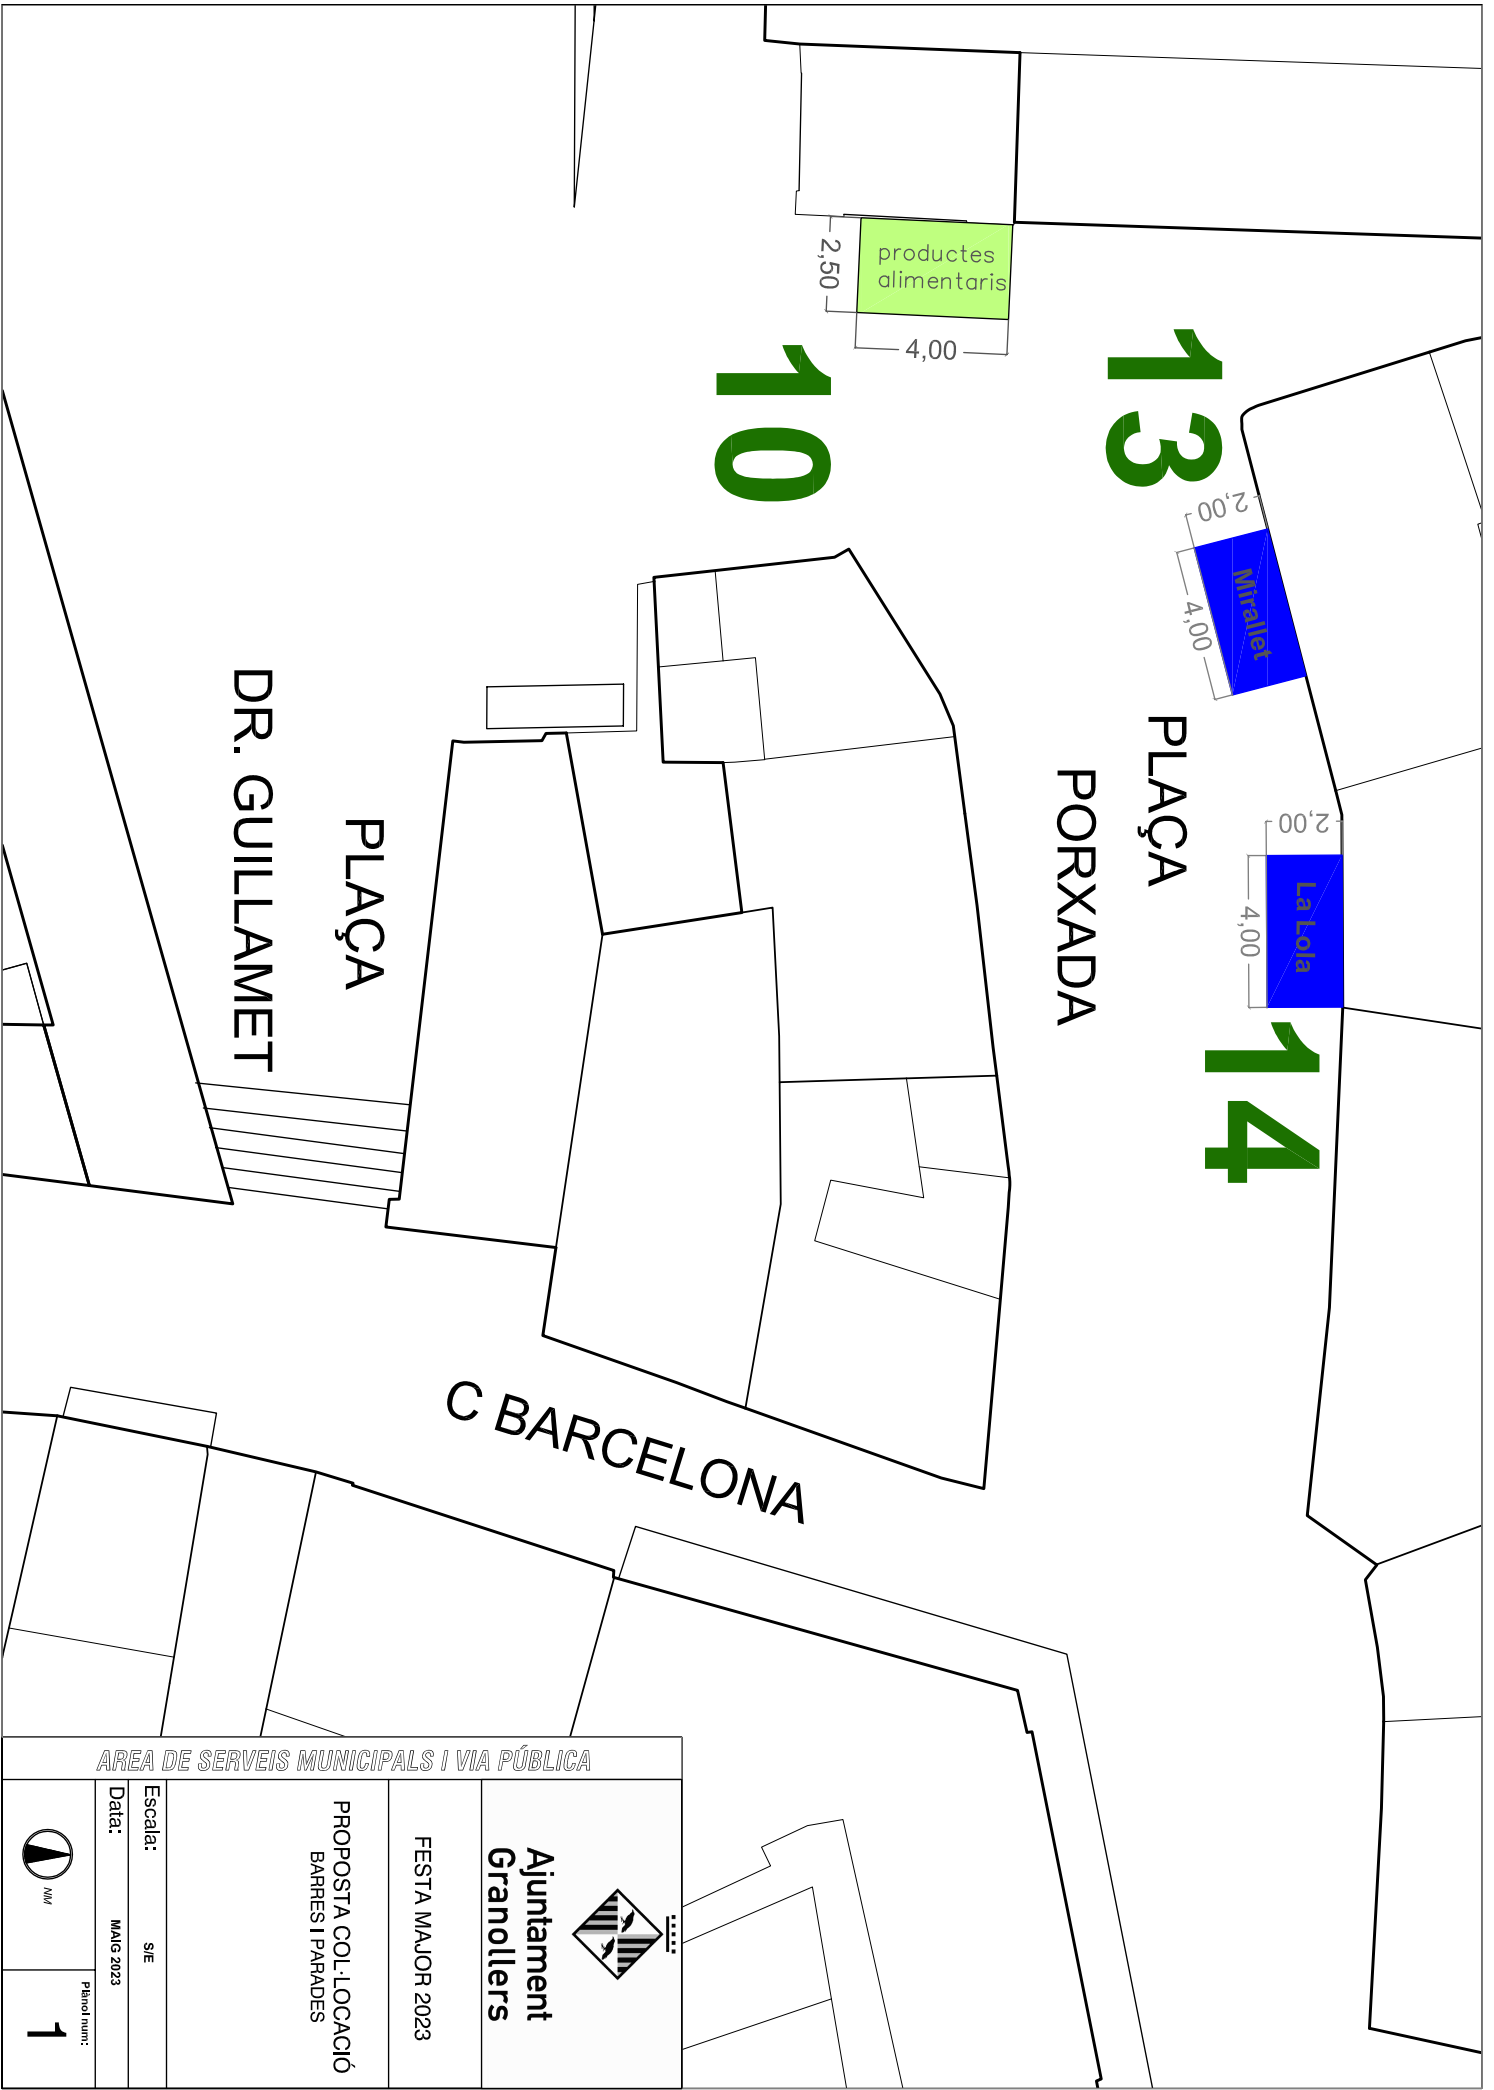 productes
alimentaris
2,50
4,00
10
13
2,00
4,00
Mirallet
PLAÇA
PORXADA
2,00
4,00
La Lola
14
PLAÇA
DR. GUILLAMET
C BARCELONA
AREA DE SERVEIS MUNICIPALS I VIA PÚBLICA
Ajuntament
Granollers
FESTA MAJOR 2023
PROPOSTA COL·LOCACIÓ
BARRES I PARADES
Escala: S/E
Data: MAIG 2023
NM
Plànol num:
1